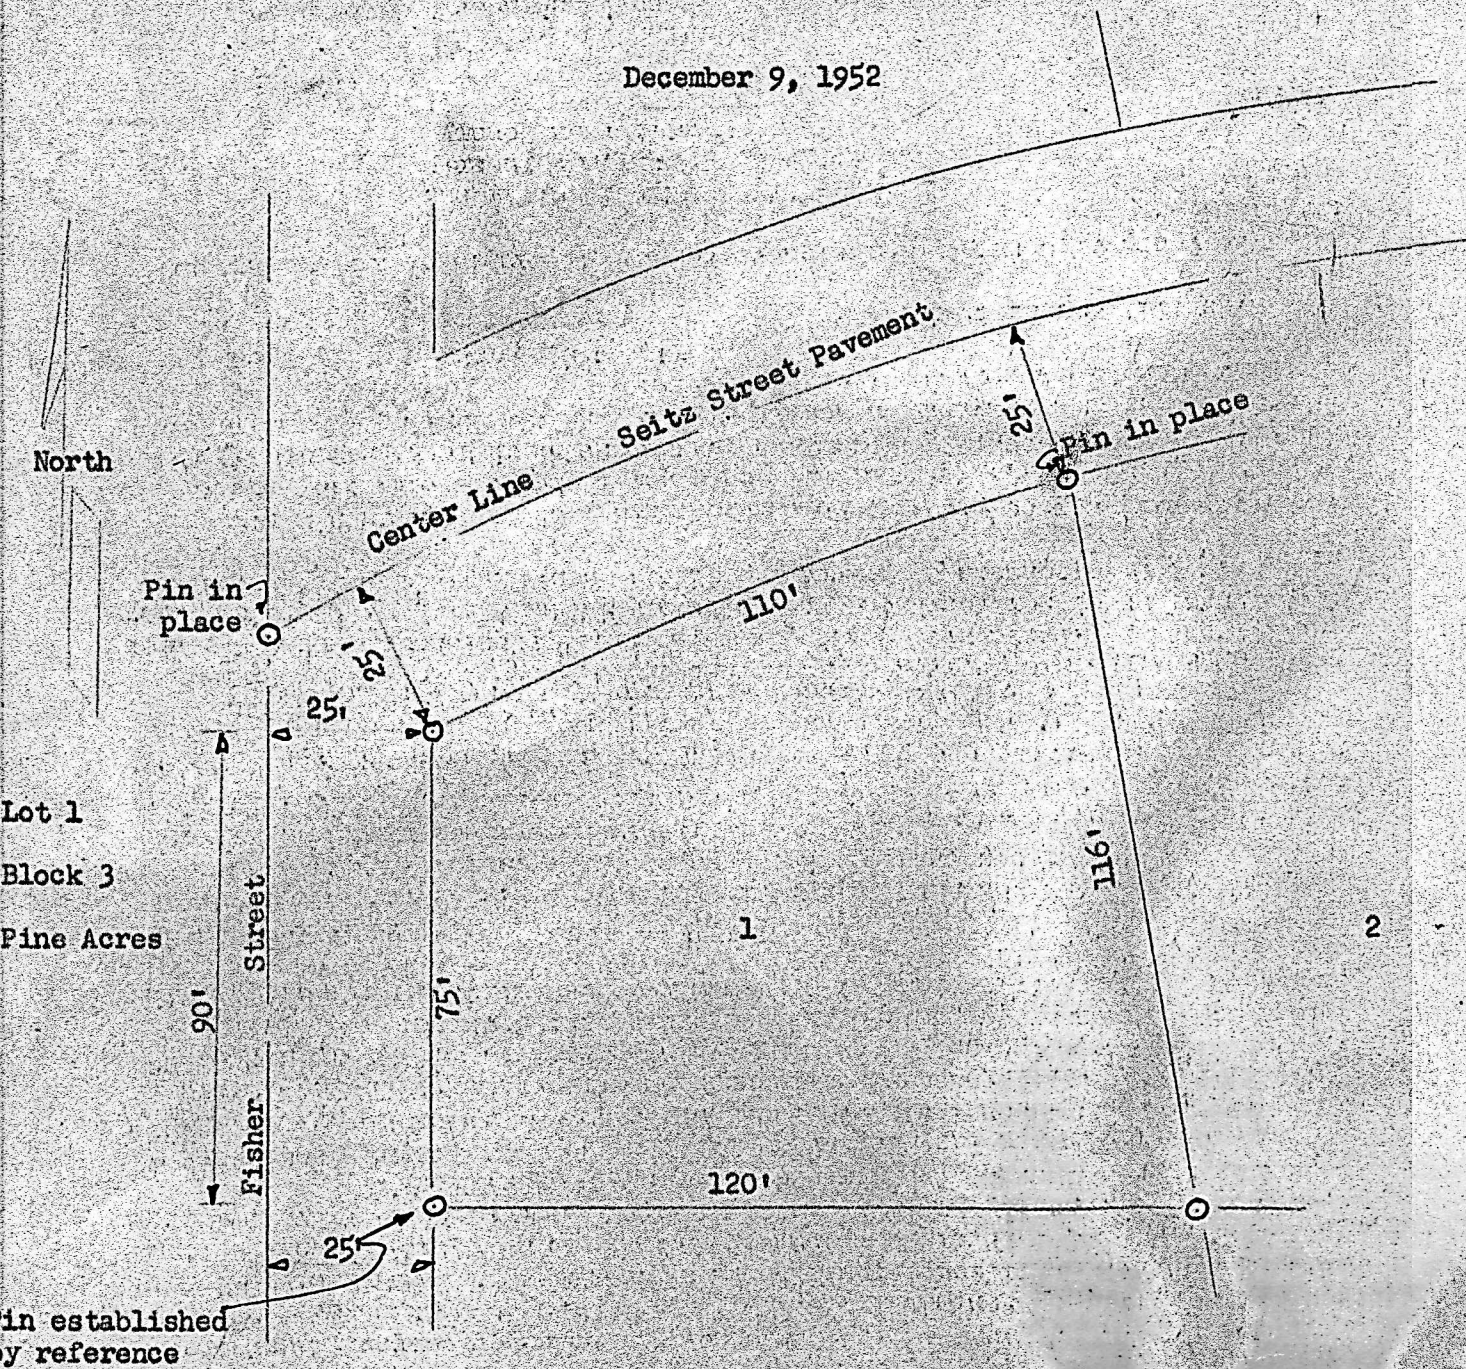 December 9, 1952
North
Center Line Seitz Street Pavement
25'
Pin in place
Pin in
place
25'
25'
110'
Lot 1
Block 3
Pine Acres
90'
Fisher Street
75'
116'
1
2
120'
25'
in established
by reference